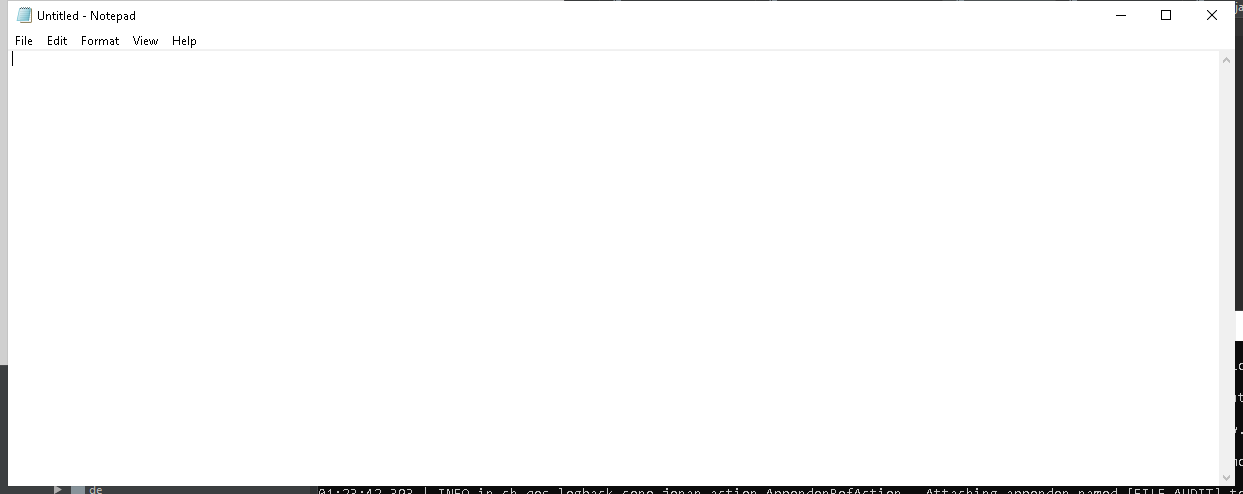 Untitled - Notepad
File Edit Format View Help
de
01:23:42.393 | INFO in ch.qos.logback.core.joran.action.AppenderRefAction - Attaching appender named [FILE_AUDIT] t